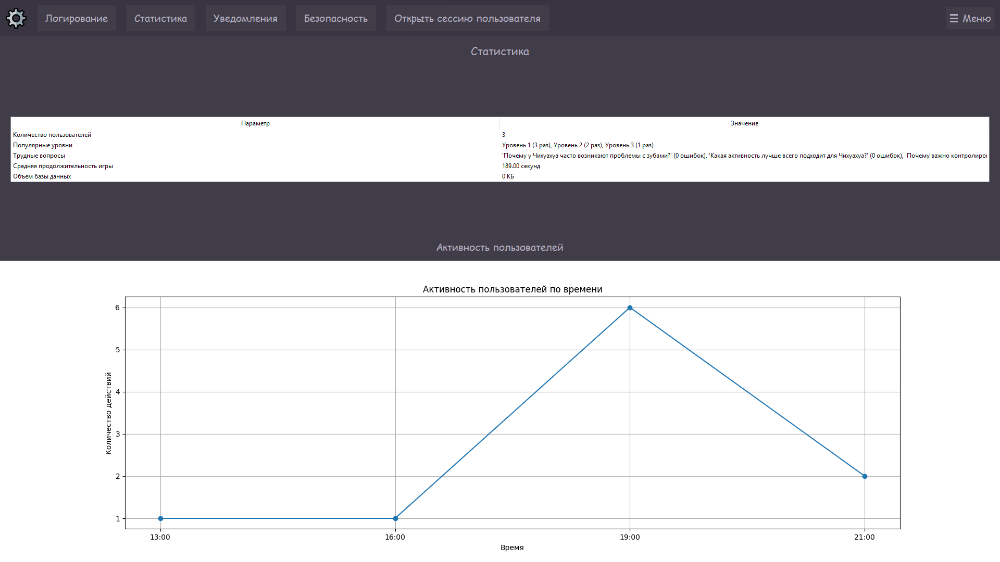 Логирование Статистика Уведомления Безопасность Открыть сессию пользователя ☰ Меню
Статистика
Параметр Значение
Количество пользователей 3
Популярные уровни Уровень 1 (3 раз), Уровень 2 (2 раз), Уровень 3 (1 раз)
Трудные вопросы 'Почему у Чихуахуа часто возникают проблемы с зубами?' (0 ошибок), 'Какая активность лучше всего подходит для Чихуахуа?' (0 ошибок), 'Почему важно контролиро
Средняя продолжительность игры 189.00 секунд
Объем базы данных 0 КБ
Активность пользователей
Активность пользователей по времени
Количество действий
6
5
4
3
2
1
13:00 16:00 19:00 21:00
Время